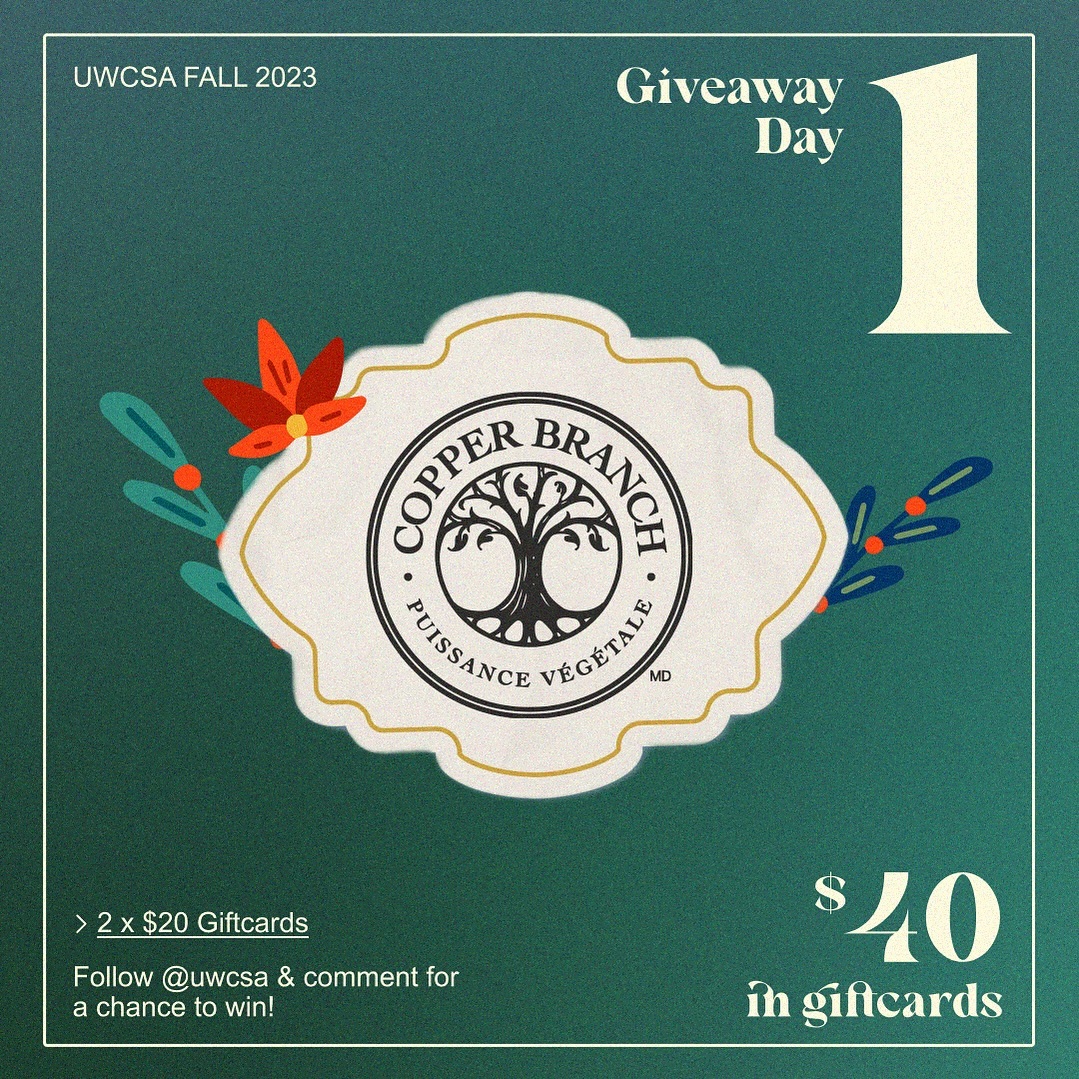 UWCSA FALL 2023
Giveaway
Day
1
COPPER BRANCH
• PUISSANCE VÉGÉTALE •
MD
> 2 x $20 Giftcards
Follow @uwcsa & comment for
a chance to win!
$40
in giftcards